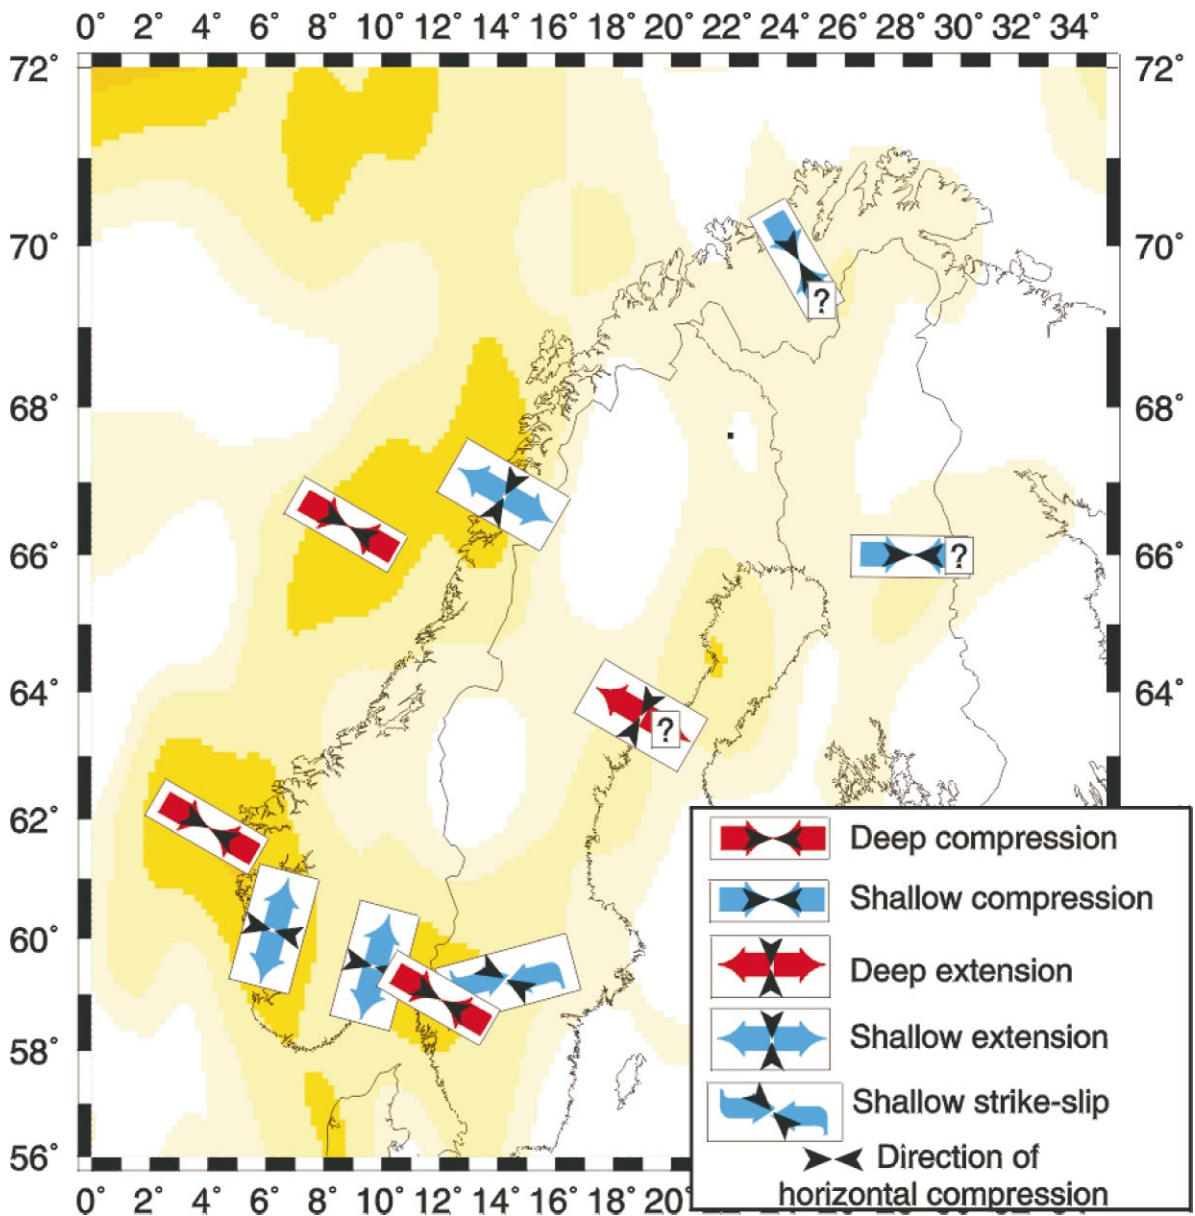 0° 2° 4° 6° 8° 10° 12° 14° 16° 18° 20° 22° 24° 26° 28° 30° 32° 34°
72° 72°
70° 70°
?
68° 68°
66° ? 66°
64° 64°
?
62°
Deep compression
Shallow compression
60°
Deep extension
58°
Shallow extension
Shallow strike-slip
56°
Direction of
horizontal compression
0° 2° 4° 6° 8° 10° 12° 14° 16° 18° 20°